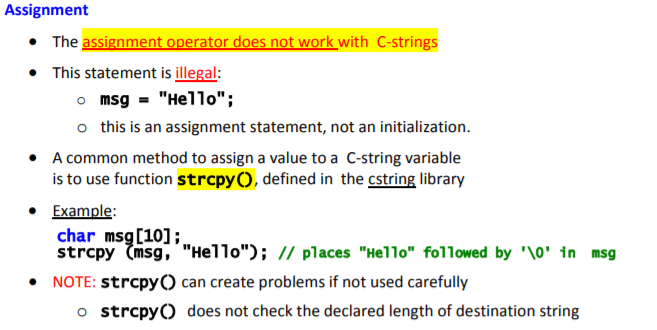 Assignment
• The assignment operator does not work with C-strings
• This statement is illegal:
o msg = "Hello";
o this is an assignment statement, not an initialization.
• A common method to assign a value to a C-string variable
is to use function strcpy(), defined in the cstring library
• Example:
char msg[10];
strcpy (msg, "Hello"); // places "Hello" followed by '\0' in msg
• NOTE: strcpy() can create problems if not used carefully
o strcpy() does not check the declared length of destination string